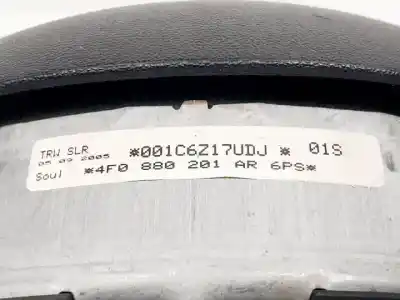 TRW SLR *001C6Z17UDJ * 01S
05 09 2005
Soul *4F0 880 201 AR 6PS*